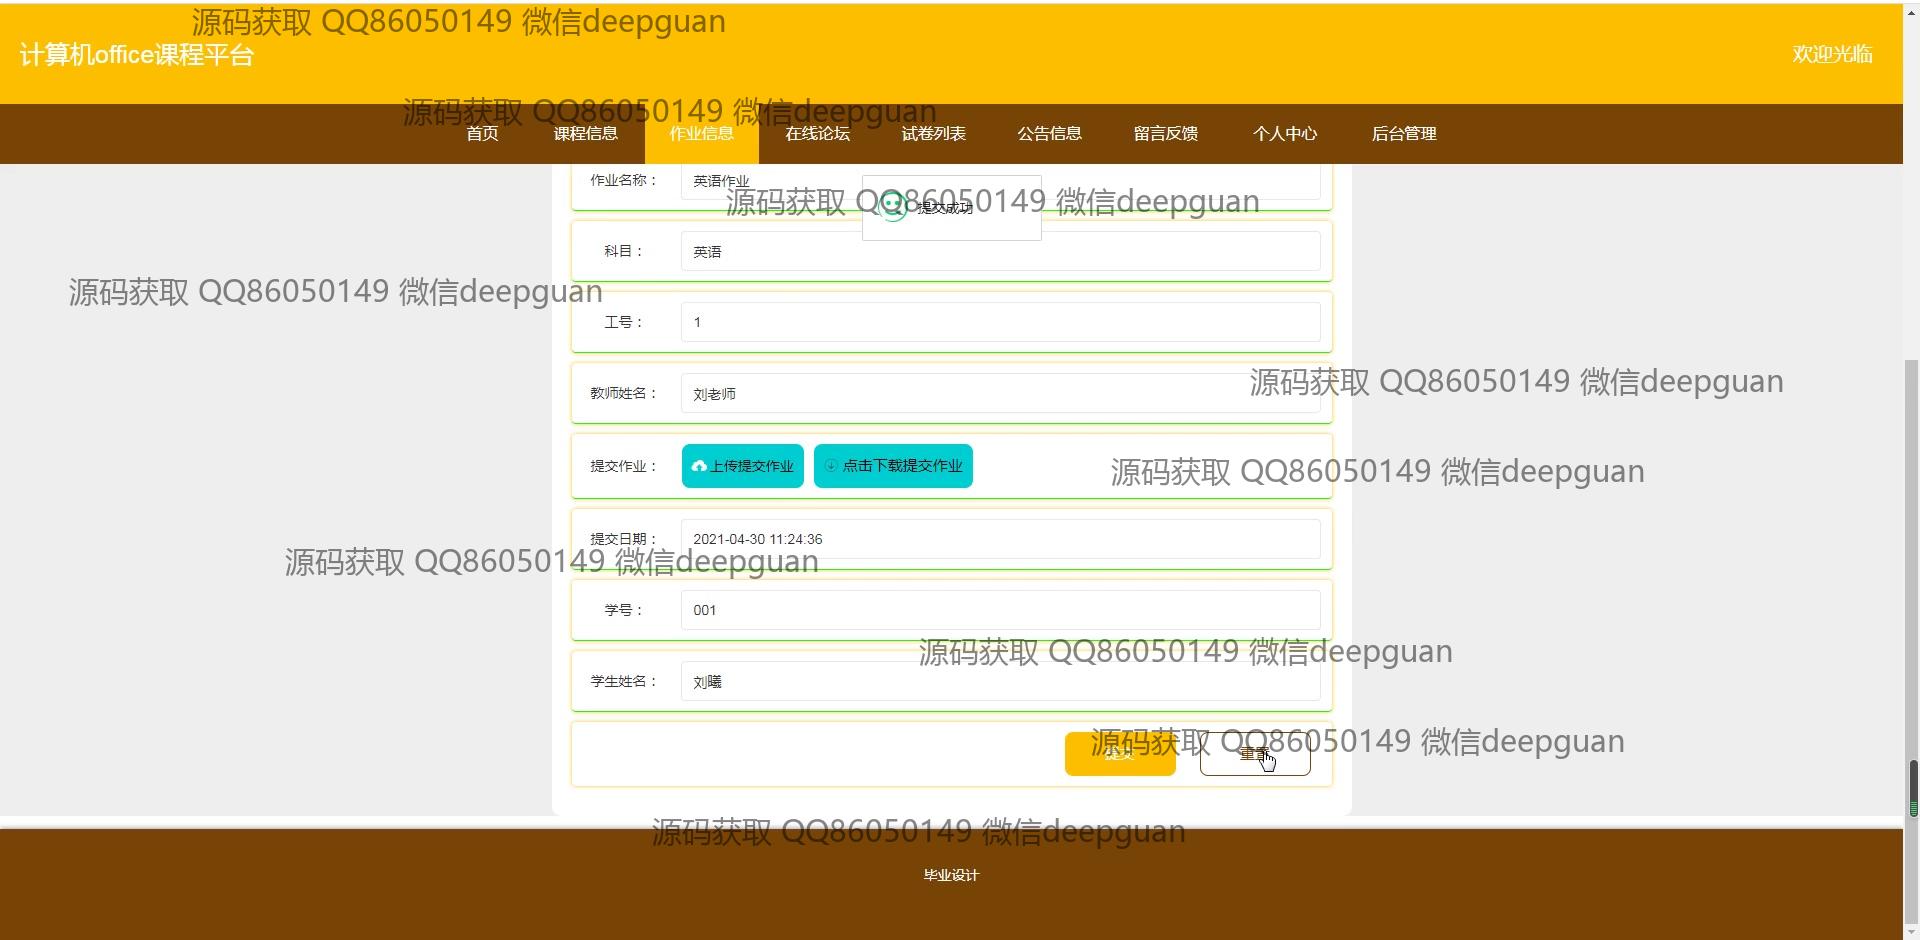 源码获取 QQ86050149 微信deepguan
计算机office课程平台
欢迎光临
源码获取 QQ86050149 微信deepguan
首页 课程信息 作业信息 在线论坛 试卷列表 公告信息 留言反馈 个人中心 后台管理
作业名称： 英语作业
源码获取 QQ86050149 微信deepguan
提交成功
科目： 英语
源码获取 QQ86050149 微信deepguan
工号： 1
源码获取 QQ86050149 微信deepguan
教师姓名： 刘老师
提交作业： 上传提交作业 点击下载提交作业
源码获取 QQ86050149 微信deepguan
提交日期： 2021-04-30 11:24:36
源码获取 QQ86050149 微信deepguan
学号： 001
源码获取 QQ86050149 微信deepguan
学生姓名： 刘曦
源码获取 QQ86050149 微信deepguan
提交 重置
源码获取 QQ86050149 微信deepguan
毕业设计